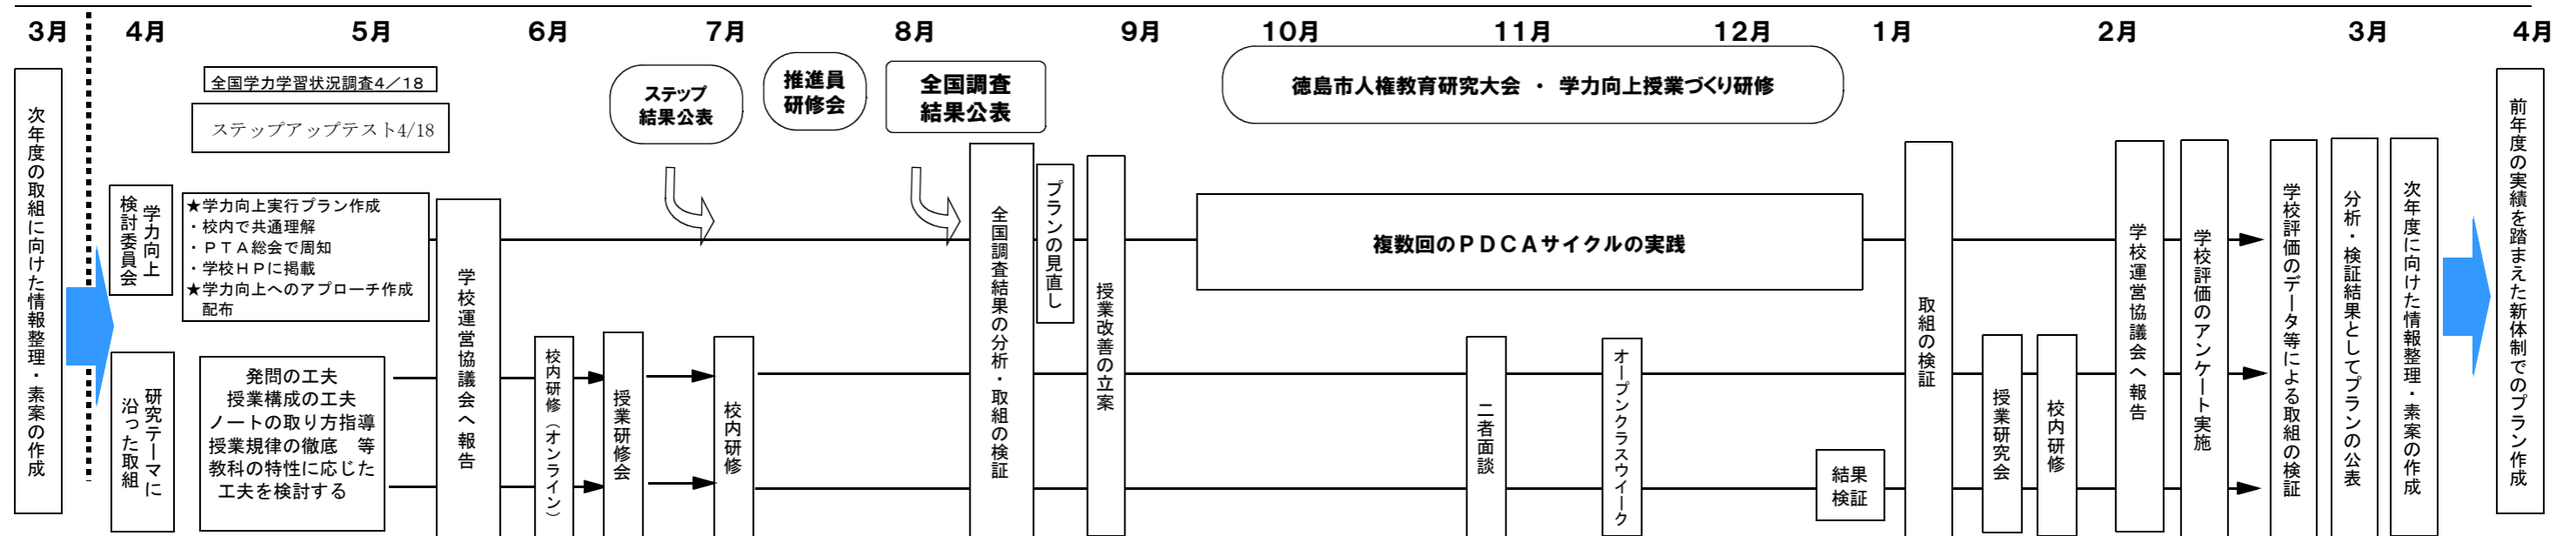 3月
4月
5月
6月
7月
8月
9月
10月
11月
12月
1月
2月
3月
4月
次年度の取組に向けた情報整理・素案の作成
全国学力学習状況調査4／18
ステップアップテスト4/18
学力向上
検討委員会
★学力向上実行プラン作成
・校内で共通理解
・ＰＴＡ総会で周知
・学校ＨＰに掲載
★学力向上へのアプローチ作成
配布
研究テーマに
沿った取組
発問の工夫
授業構成の工夫
ノートの取り方指導
授業規律の徹底　等
教科の特性に応じた
工夫を検討する
学校運営協議会へ報告
校内研修（オンライン）
授業研修会
ステップ
結果公表
校内研修
推進員
研修会
全国調査
結果公表
全国調査結果の分析・取組の検証
プランの見直し
授業改善の立案
徳島市人権教育研究大会 ・ 学力向上授業づくり研修
複数回のＰＤＣＡサイクルの実践
二者面談
オープンクラスウイーク
結果
検証
取組の検証
授業研究会
校内研修
学校運営協議会へ報告
学校評価のアンケート実施
学校評価のデータ等による取組の検証
分析・検証結果としてプランの公表
次年度に向けた情報整理・素案の作成
前年度の実績を踏まえた新体制でのプラン作成